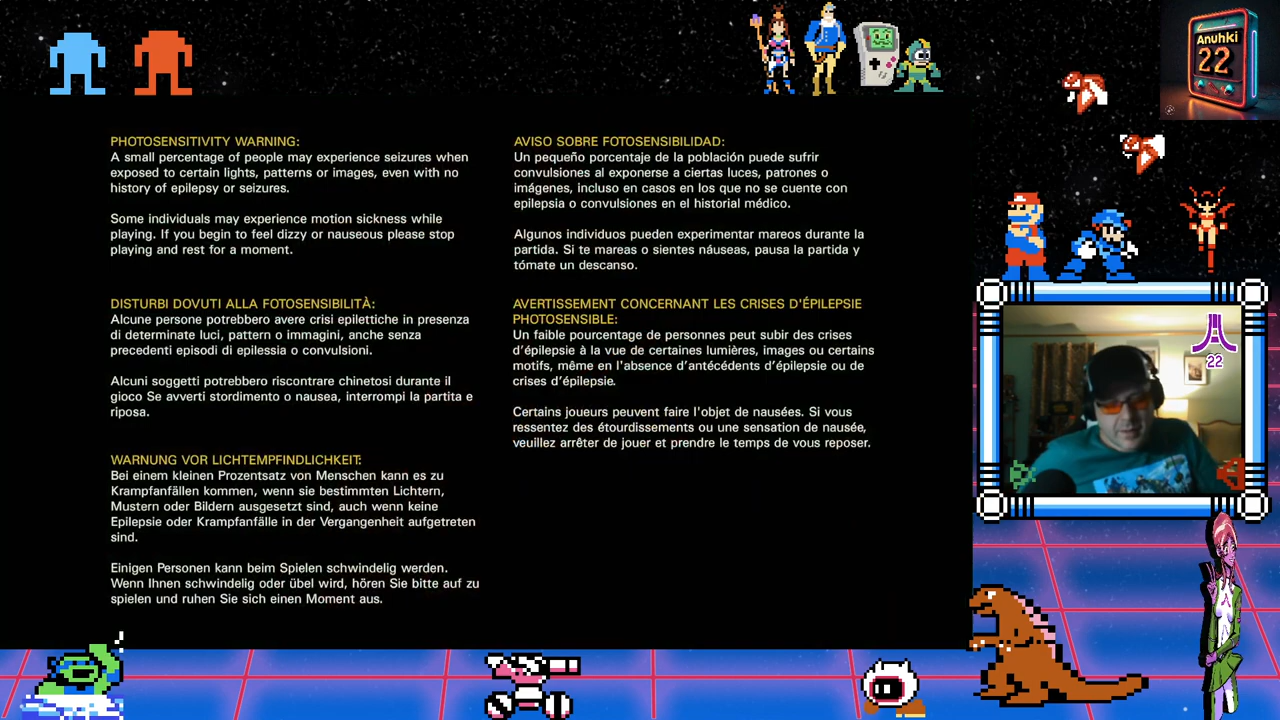 Anuhki
22
PHOTOSENSITIVITY WARNING:
A small percentage of people may experience seizures when
exposed to certain lights, patterns or images, even with no
history of epilepsy or seizures.
Some individuals may experience motion sickness while
playing. If you begin to feel dizzy or nauseous please stop
playing and rest for a moment.
DISTURBI DOVUTI ALLA FOTOSENSIBILITÀ:
Alcune persone potrebbero avere crisi epilettiche in presenza
di determinate luci, pattern o immagini, anche senza
precedenti episodi di epilessia o convulsioni.
Alcuni soggetti potrebbero riscontrare chinetosi durante il
gioco Se avverti stordimento o nausea, interrompi la partita e
riposa.
WARNUNG VOR LICHTEMPFINDLICHKEIT:
Bei einem kleinen Prozentsatz von Menschen kann es zu
Krampfanfällen kommen, wenn sie bestimmten Lichtern,
Mustern oder Bildern ausgesetzt sind, auch wenn keine
Epilepsie oder Krampfanfälle in der Vergangenheit aufgetreten
sind.
Einigen Personen kann beim Spielen schwindelig werden.
Wenn Ihnen schwindelig oder übel wird, hören Sie bitte auf zu
spielen und ruhen Sie sich einen Moment aus.
AVISO SOBRE FOTOSENSIBILIDAD:
Un pequeño porcentaje de la población puede sufrir
convulsiones al exponerse a ciertas luces, patrones o
imágenes, incluso en casos en los que no se cuente con
epilepsia o convulsiones en el historial médico.
Algunos individuos pueden experimentar mareos durante la
partida. Si te mareas o sientes náuseas, pausa la partida y
tómate un descanso.
AVERTISSEMENT CONCERNANT LES CRISES D'ÉPILEPSIE
PHOTOSENSIBLE:
Un faible pourcentage de personnes peut subir des crises
d'épilepsie à la vue de certaines lumières, images ou certains
motifs, même en l'absence d'antécédents d'épilepsie ou de
crises d'épilepsie.
Certains joueurs peuvent faire l'objet de nausées. Si vous
ressentez des étourdissements ou une sensation de nausée,
veuillez arrêter de jouer et prendre le temps de vous reposer.
22